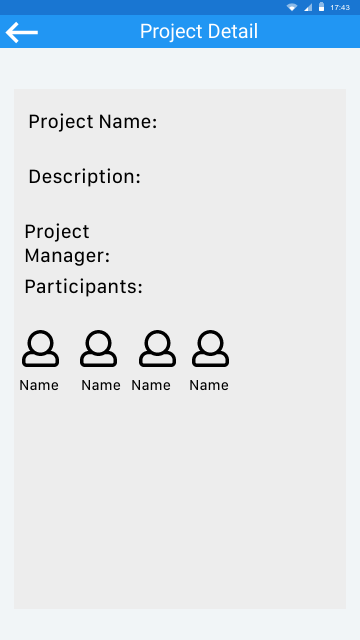 17:43
Project Detail
Project Name:
Description:
Project
Manager:
Participants:
Name Name Name Name